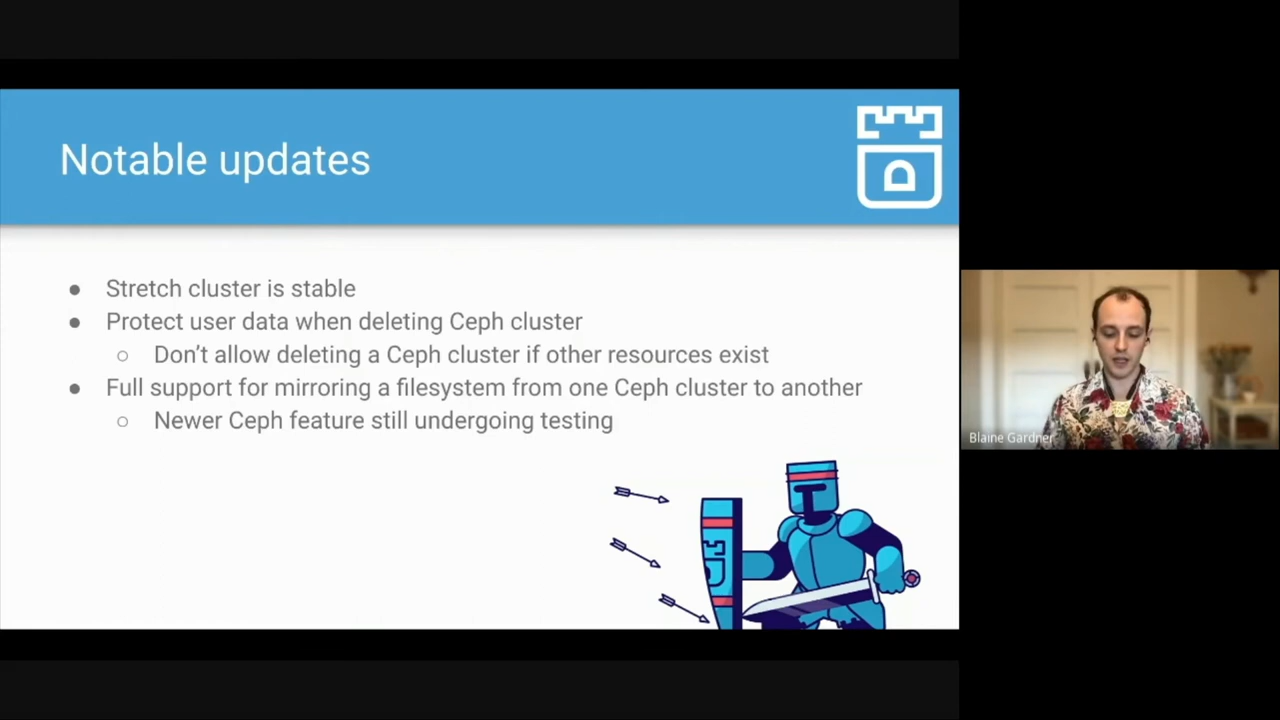 Notable updates
● Stretch cluster is stable
● Protect user data when deleting Ceph cluster
○ Don’t allow deleting a Ceph cluster if other resources exist
● Full support for mirroring a filesystem from one Ceph cluster to another
○ Newer Ceph feature still undergoing testing
Blaine Gardner